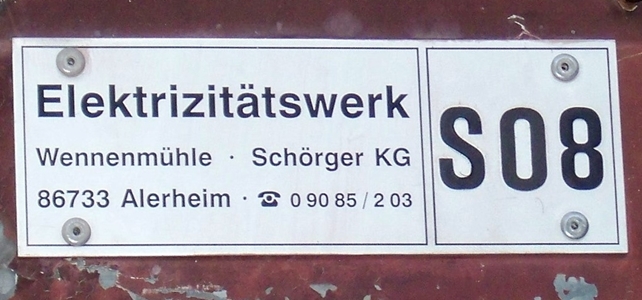 Elektrizitätswerk
Wennenmühle · Schörger KG
86733 Alerheim · ☎ 0 90 85 / 2 03
S08